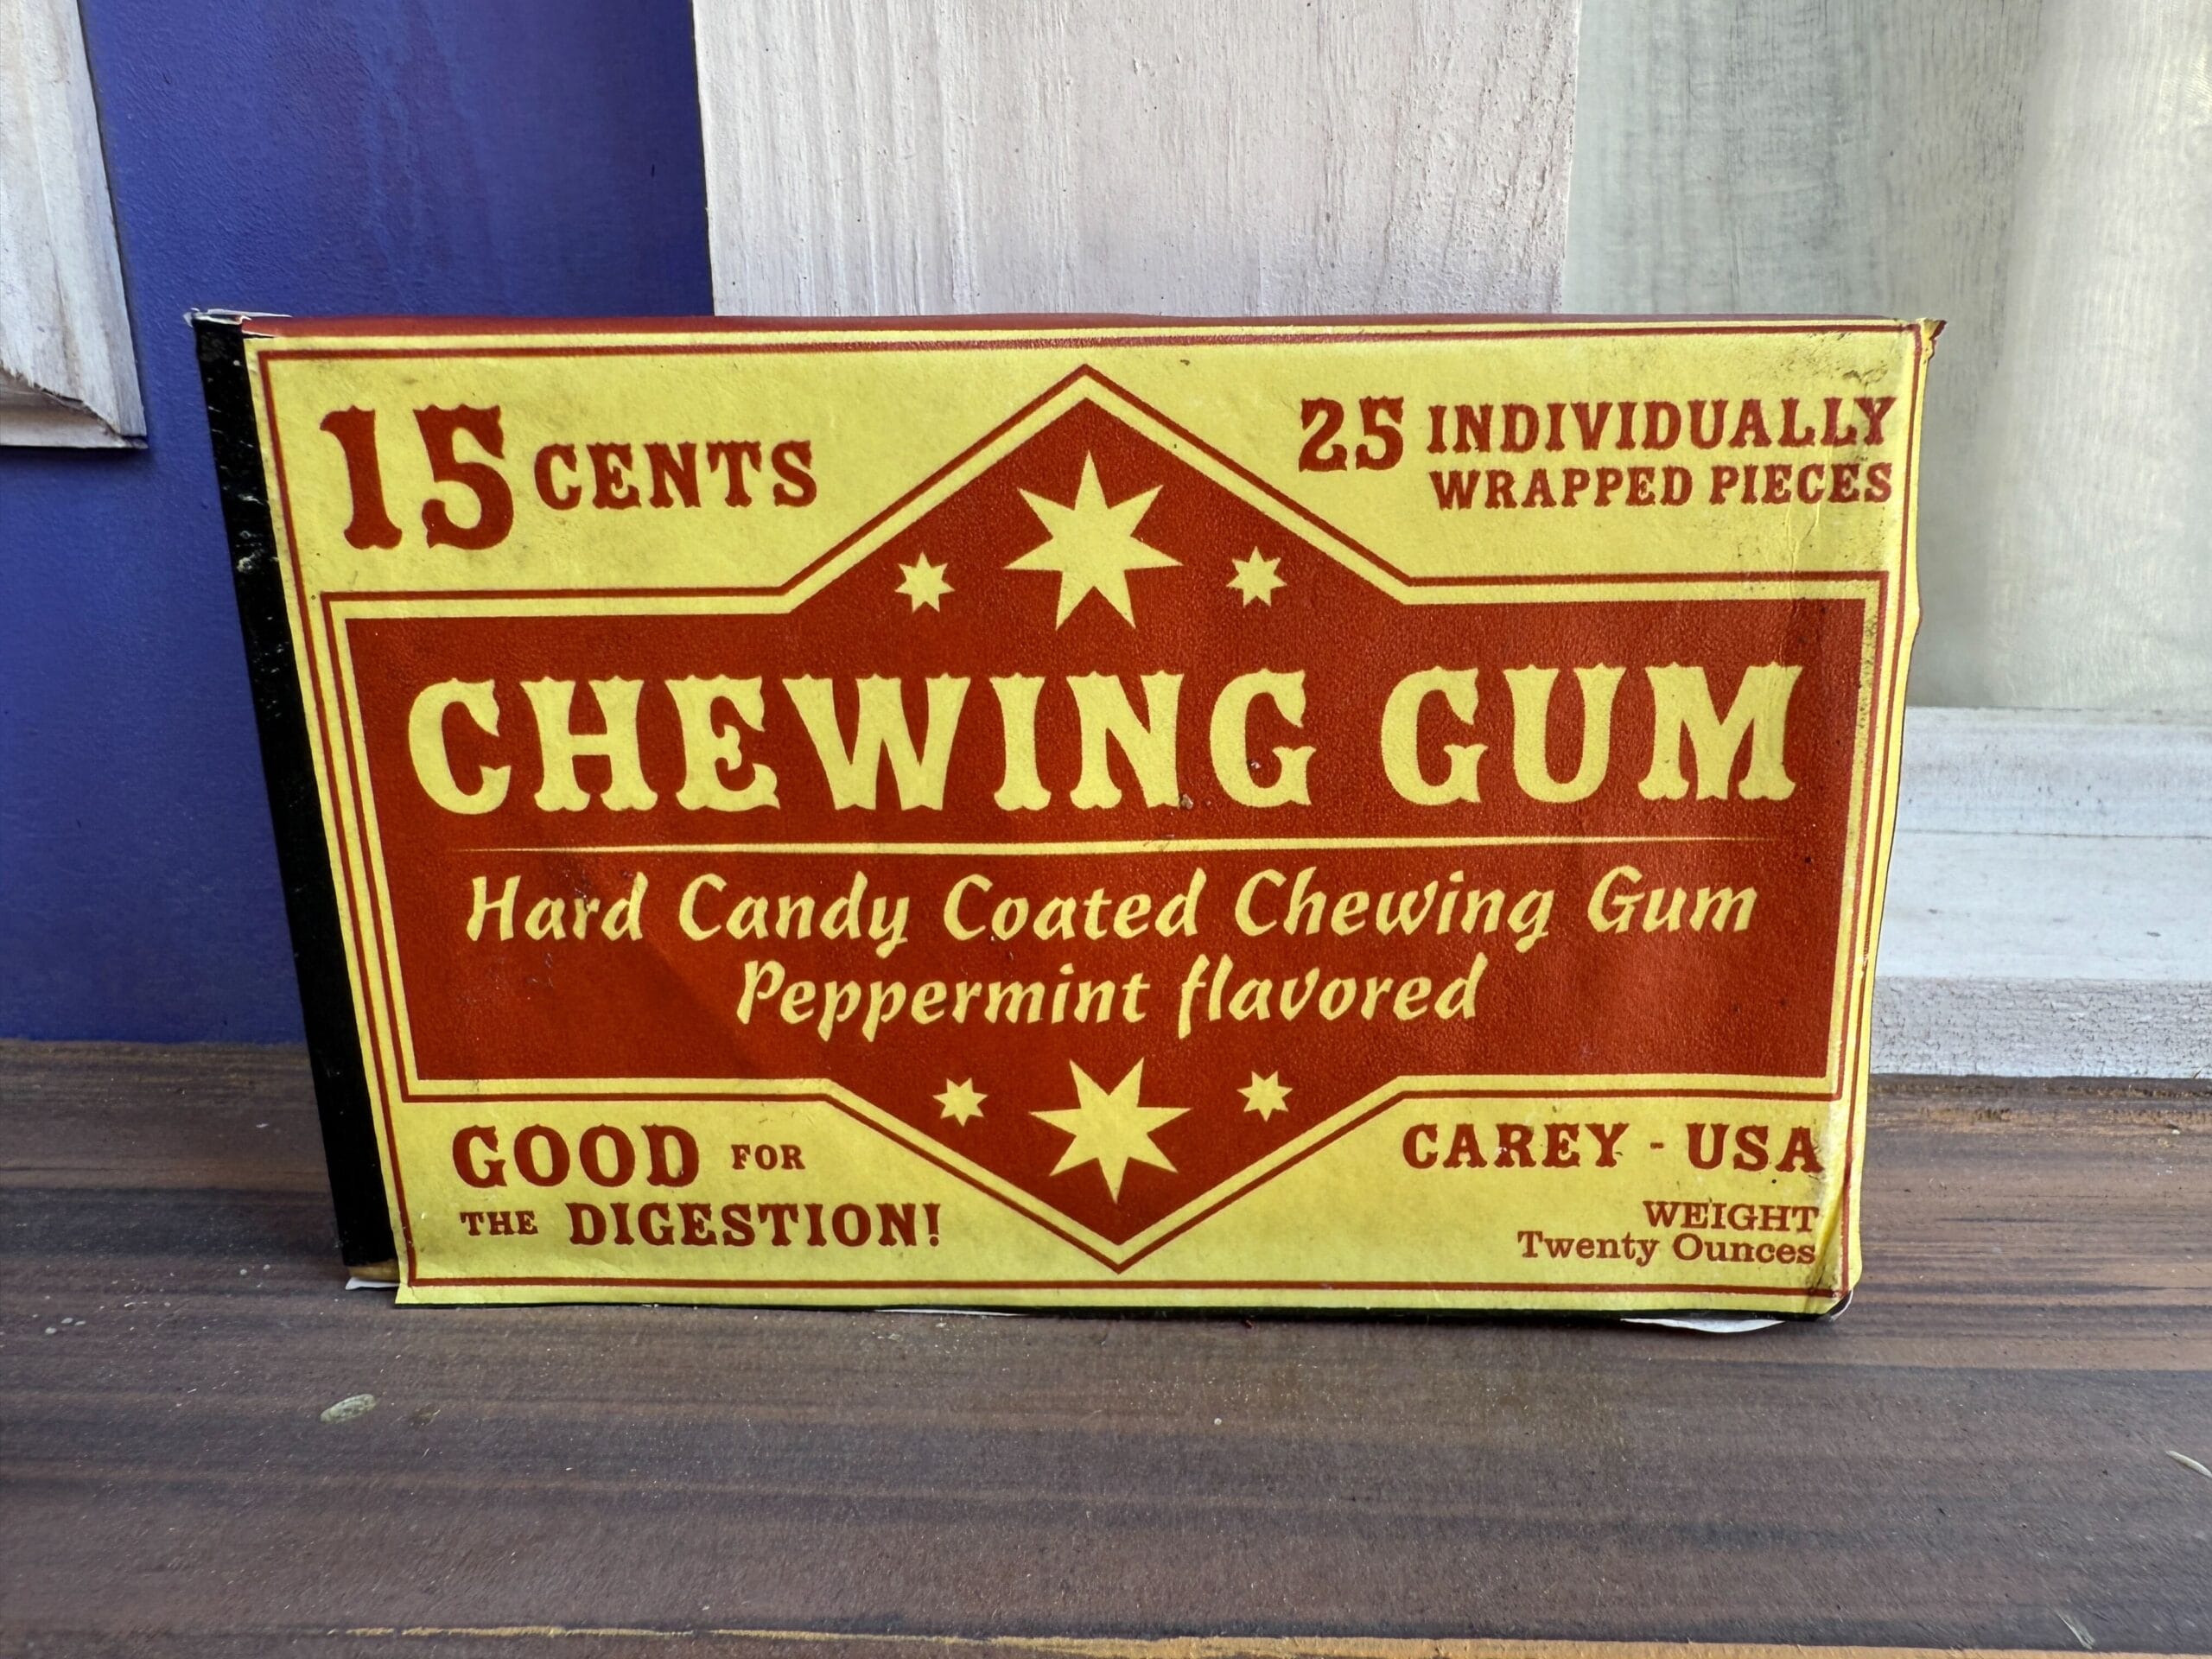 15 CENTS
25 INDIVIDUALLY
WRAPPED PIECES
CHEWING GUM
Hard Candy Coated Chewing Gum
Peppermint flavored
GOOD FOR
THE DIGESTION!
CAREY - USA
WEIGHT
Twenty Ounces